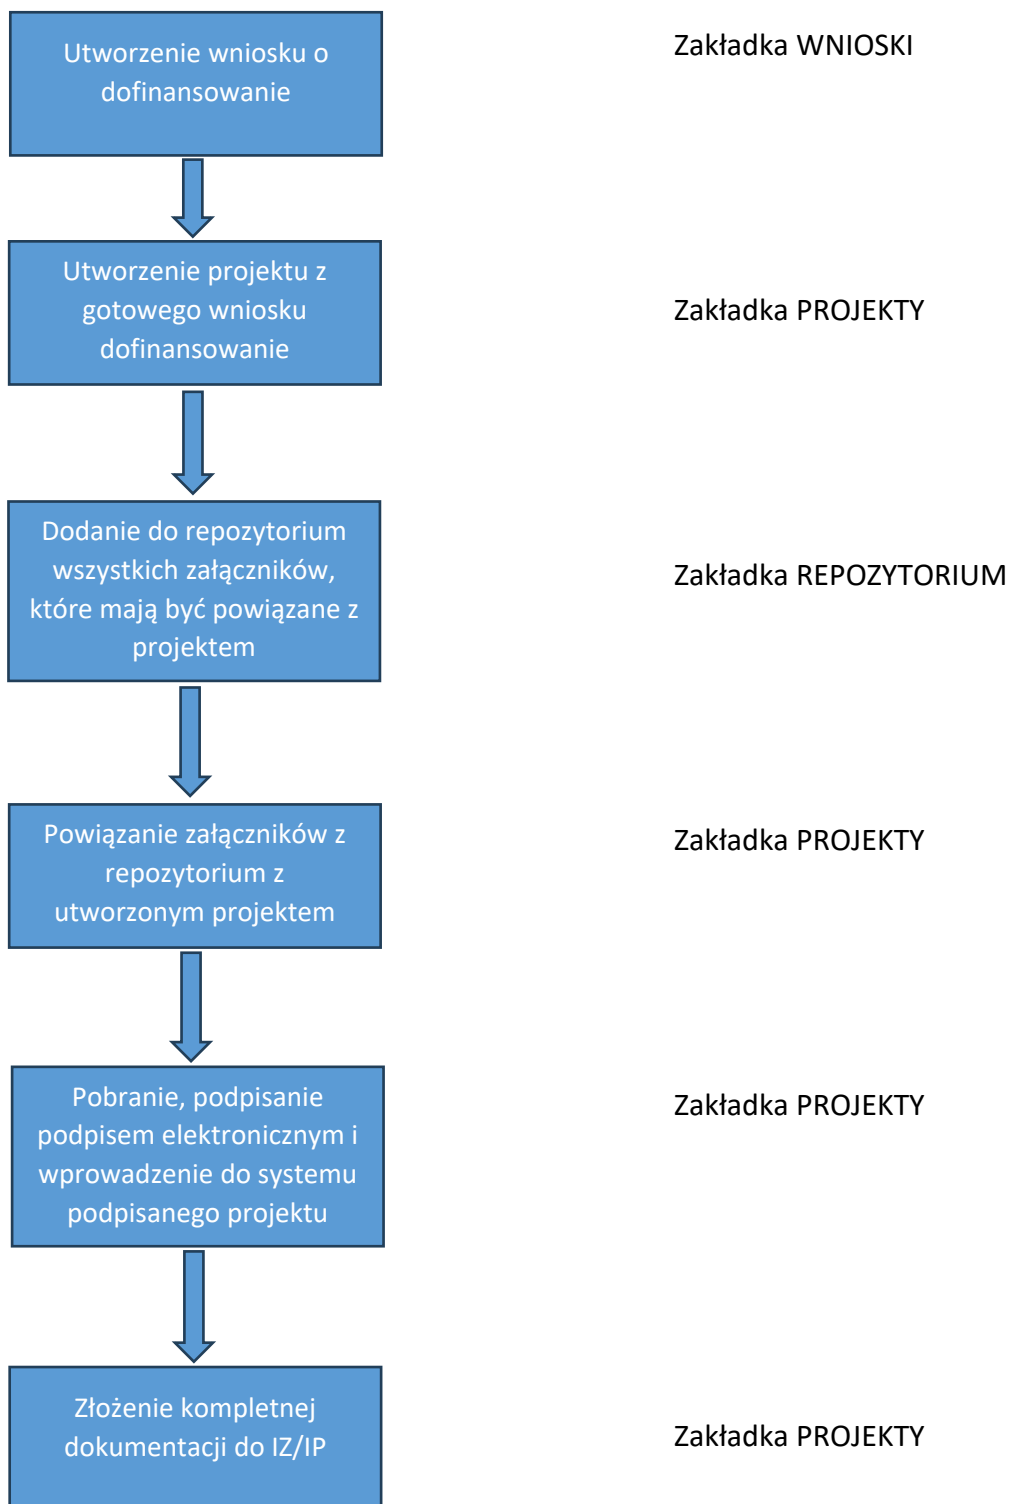 Utworzenie wniosku o
dofinansowanie
Zakładka WNIOSKI
Utworzenie projektu z
gotowego wniosku
dofinansowanie
Zakładka PROJEKTY
Dodanie do repozytorium
wszystkich załączników,
które mają być powiązane z
projektem
Zakładka REPOZYTORIUM
Powiązanie załączników z
repozytorium z
utworzonym projektem
Zakładka PROJEKTY
Pobranie, podpisanie
podpisem elektronicznym i
wprowadzenie do systemu
podpisanego projektu
Zakładka PROJEKTY
Złożenie kompletnej
dokumentacji do IZ/IP
Zakładka PROJEKTY